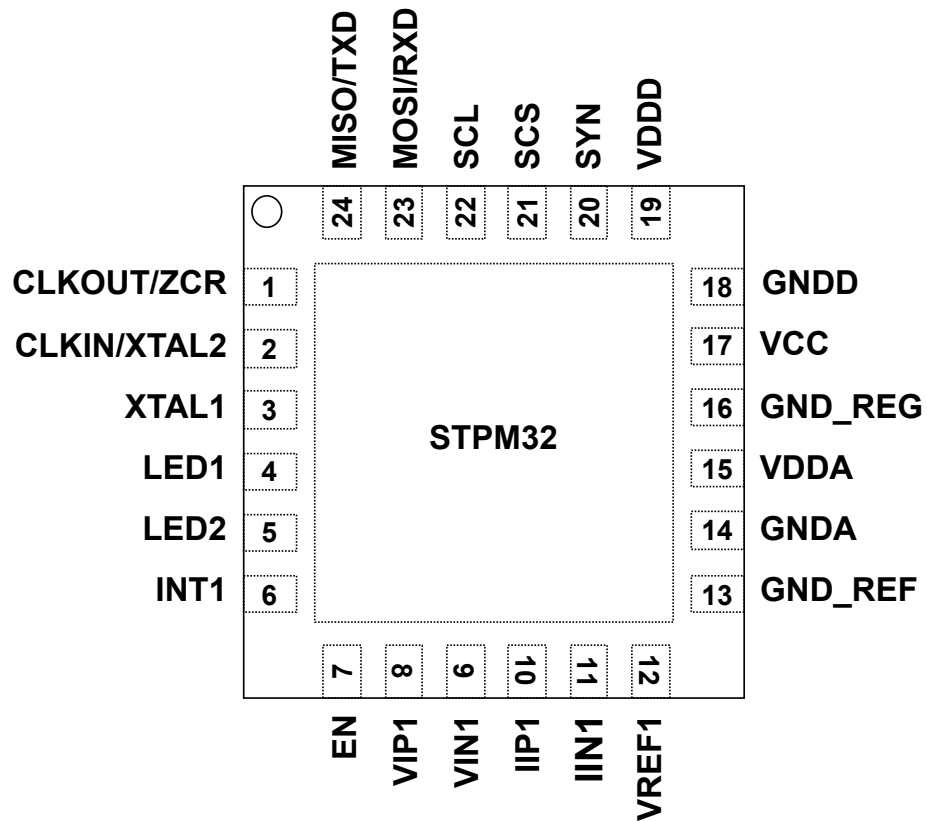 MISO/TXD
MOSI/RXD
SCL
SCS
SYN
VDDD
24
23
22
21
20
19
CLKOUT/ZCR 1
CLKIN/XTAL2 2
XTAL1 3
LED1 4
LED2 5
INT1 6
STPM32
18 GNDD
17 VCC
16 GND_REG
15 VDDA
14 GNDA
13 GND_REF
7
8
9
10
11
12
EN
VIP1
VIN1
IIP1
IIN1
VREF1